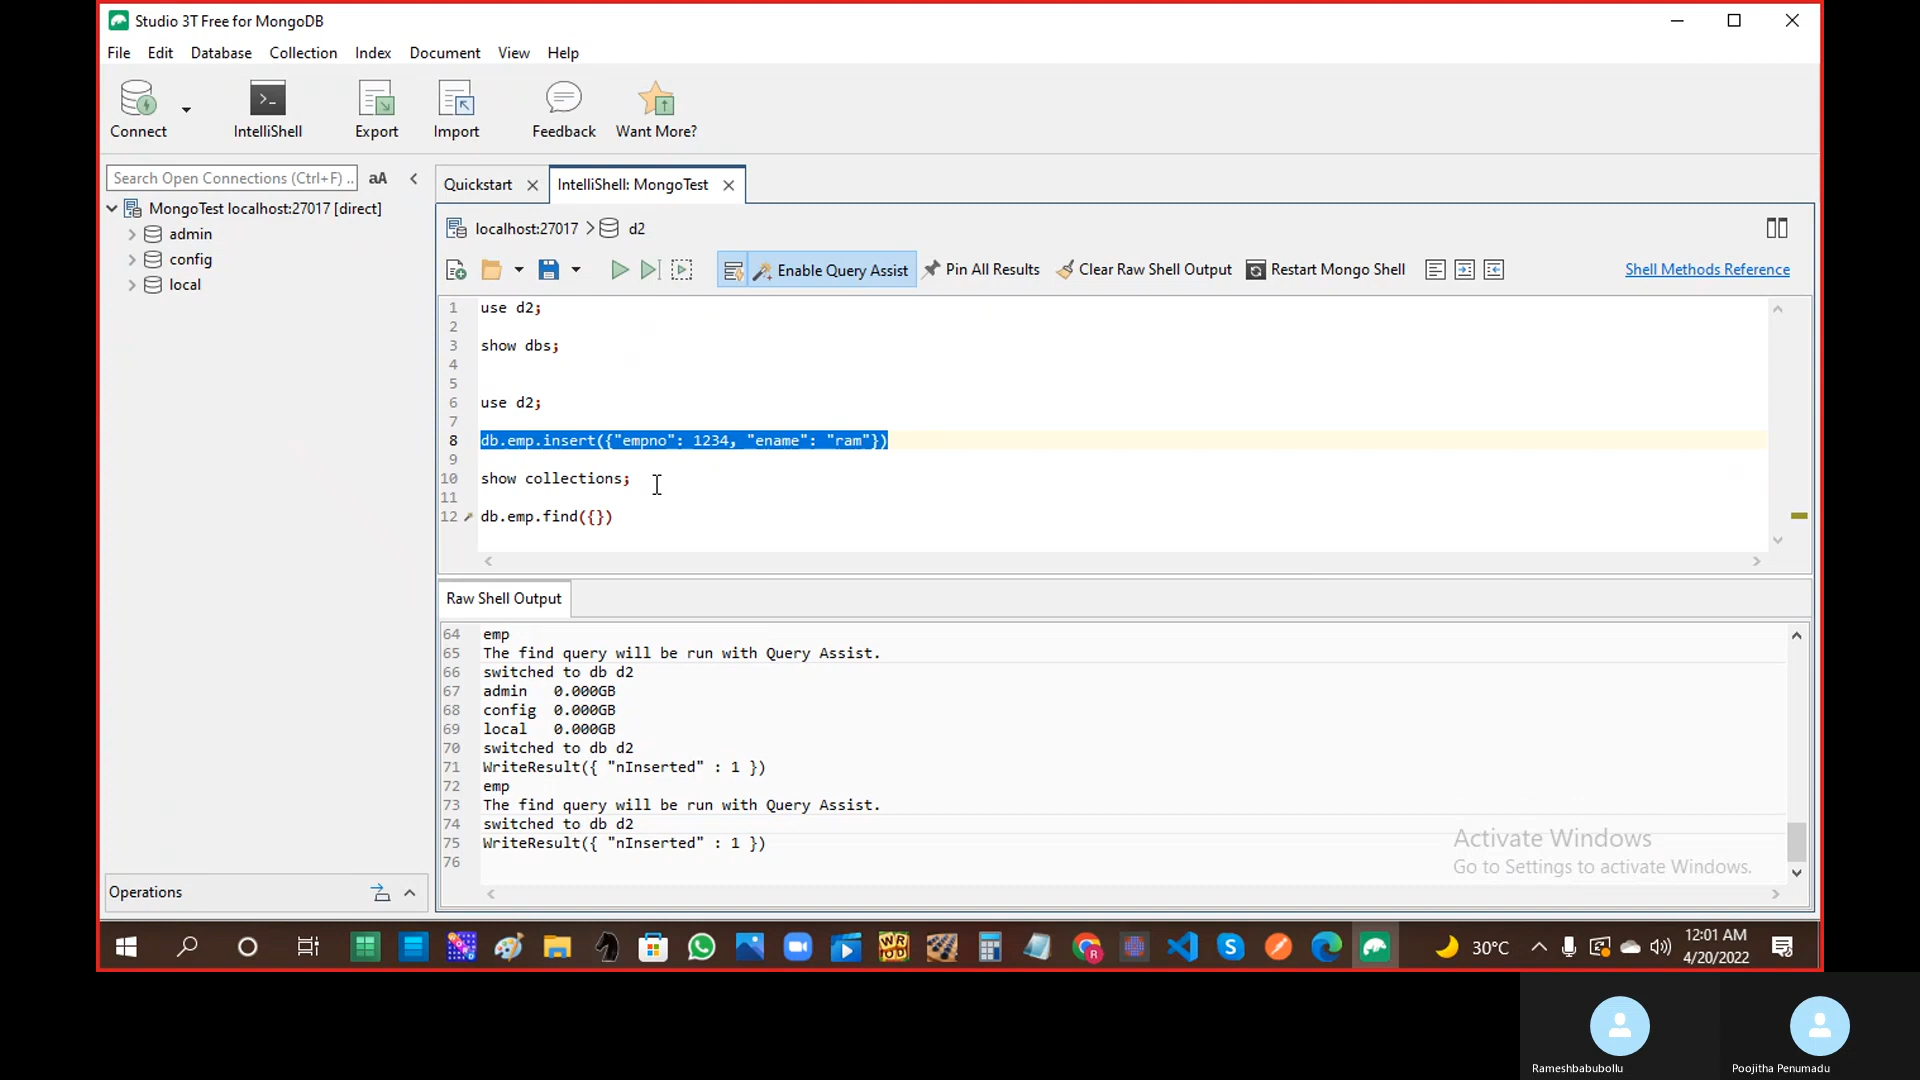 Studio 3T Free for MongoDB
File Edit Database Collection Index Document View Help
Connect IntelliShell Export Import Feedback Want More?
Search Open Connections (Ctrl+F) .. aA
Quickstart IntelliShell: MongoTest
MongoTest localhost:27017 [direct]
admin
config
local
localhost:27017 d2
Enable Query Assist Pin All Results Clear Raw Shell Output Restart Mongo Shell Shell Methods Reference
1 use d2;
2
3 show dbs;
4
5
6 use d2;
7
8 db.emp.insert({"empno": 1234, "ename": "ram"})
9
10 show collections;
11
12 db.emp.find({})
Raw Shell Output
64 emp
65 The find query will be run with Query Assist.
66 switched to db d2
67 admin 0.000GB
68 config 0.000GB
69 local 0.000GB
70 switched to db d2
71 WriteResult({ "nInserted" : 1 })
72 emp
73 The find query will be run with Query Assist.
74 switched to db d2
75 WriteResult({ "nInserted" : 1 })
76
Activate Windows
Go to Settings to activate Windows.
Operations
30°C
12:01 AM
4/20/2022
Rameshbabubollu
Poojitha Penumadu